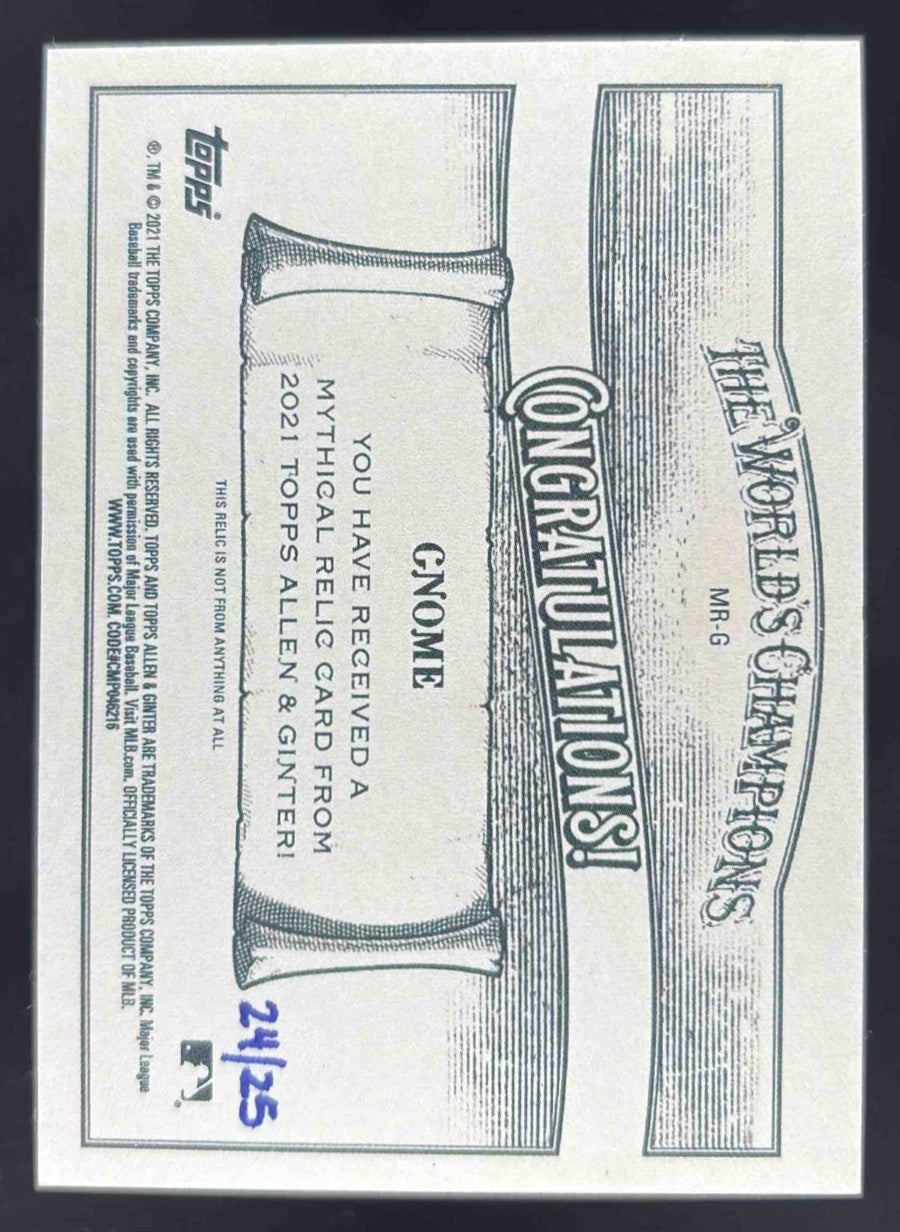 THE WORLD'S CHAMPIONS
MR-G
CONGRATULATIONS!
GNOME
YOU HAVE RECEIVED A
MYTHICAL RELIC CARD FROM
2021 TOPPS ALLEN & GINTER!
THIS RELIC IS NOT FROM ANYTHING AT ALL
24/25
topps
®, TM & © 2021 THE TOPPS COMPANY, INC. ALL RIGHTS RESERVED. TOPPS AND TOPPS ALLEN & GINTER ARE TRADEMARKS OF THE TOPPS COMPANY, INC. Major League
Baseball trademarks and copyrights are used with permission of Major League Baseball. Visit MLB.com. OFFICIALLY LICENSED PRODUCT OF MLB.
WWW.TOPPS.COM. CODE#CMP046216